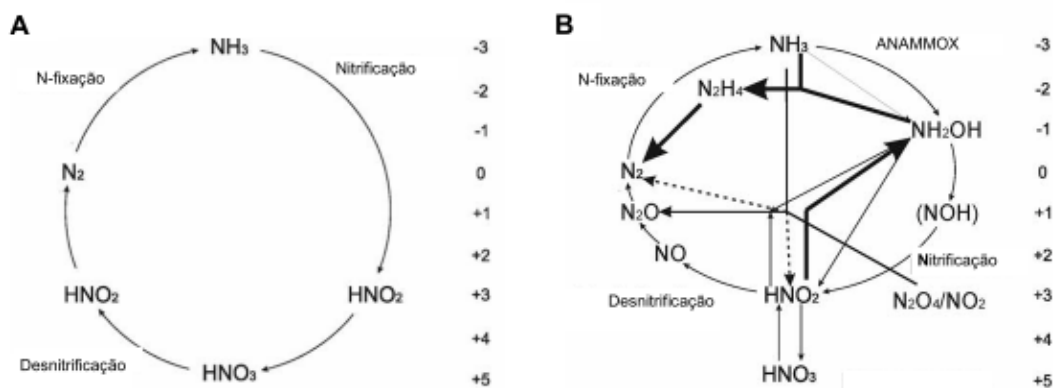 A
NH₃
N-fixação
Nitrificação
N₂
HNO₂
HNO₂
Desnitrificação
HNO₃
-3
-2
-1
0
+1
+2
+3
+4
+5
B
NH₃
ANAMMOX
N-fixação
N₂H₄
NH₂OH
N₂
N₂O
(NOH)
NO
Nitrificação
Desnitrificação
HNO₂
N₂O₄/NO₂
HNO₃
-3
-2
-1
0
+1
+2
+3
+4
+5